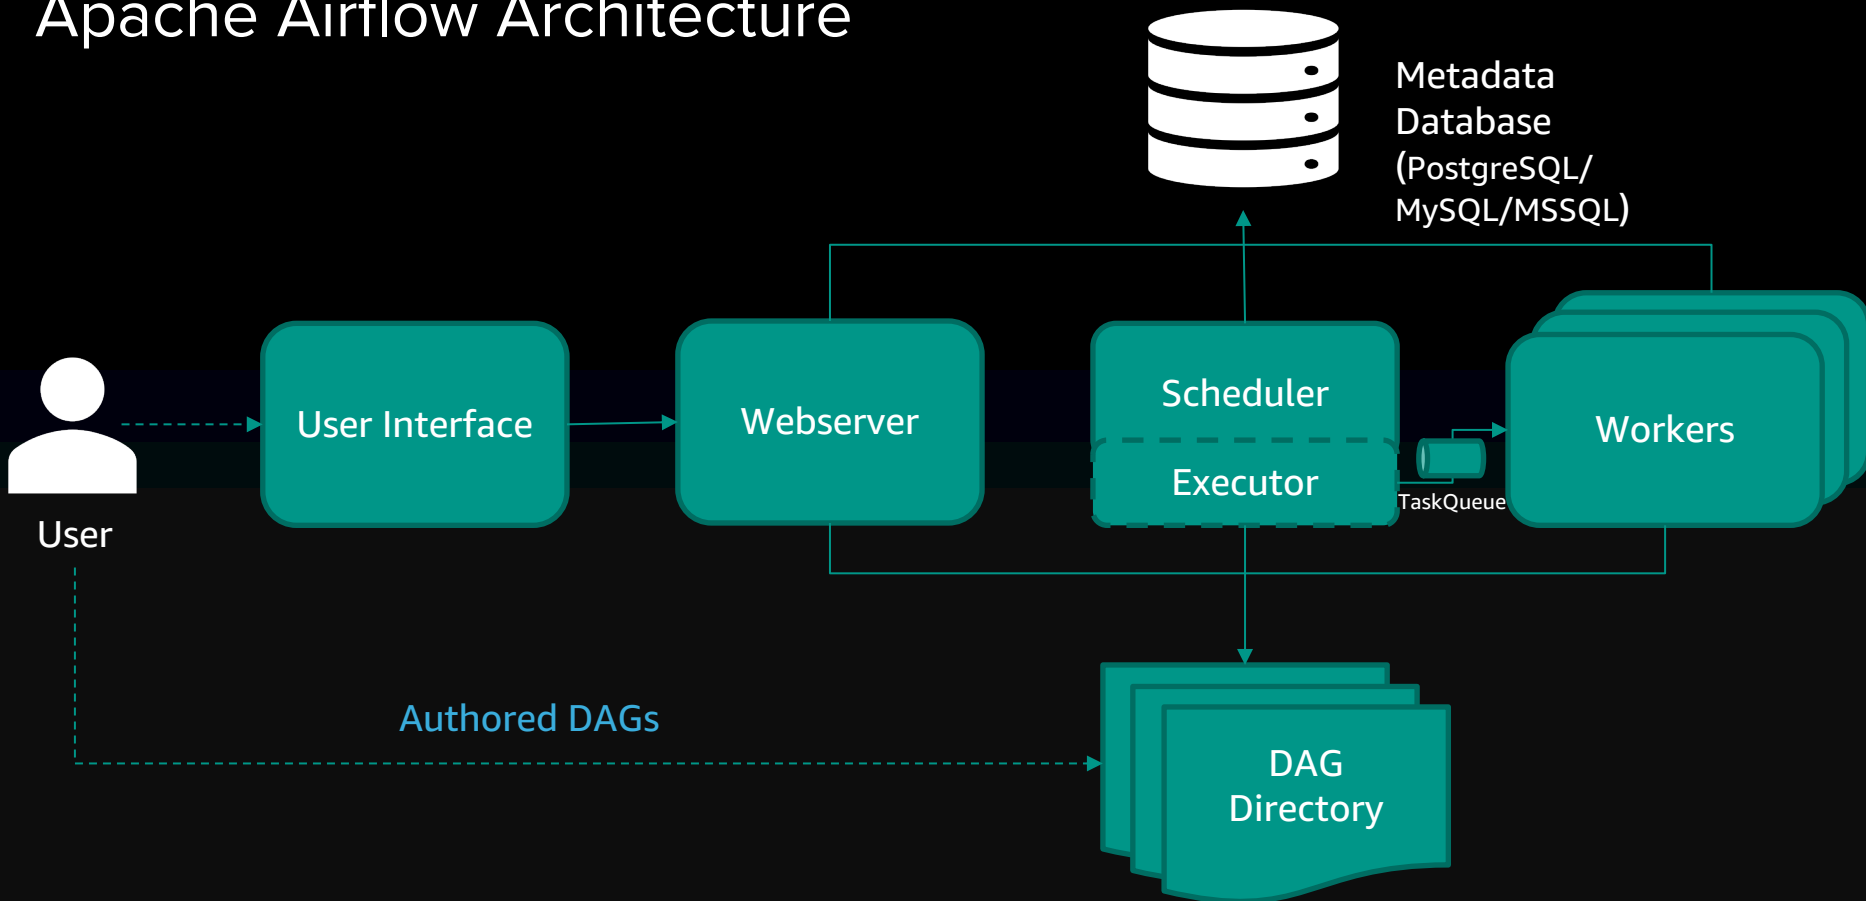 Apache Airflow Architecture
Metadata
Database
(PostgreSQL/
MySQL/MSSQL)
User Interface
Webserver
Scheduler
Executor
TaskQueue
Workers
User
Authored DAGs
DAG
Directory